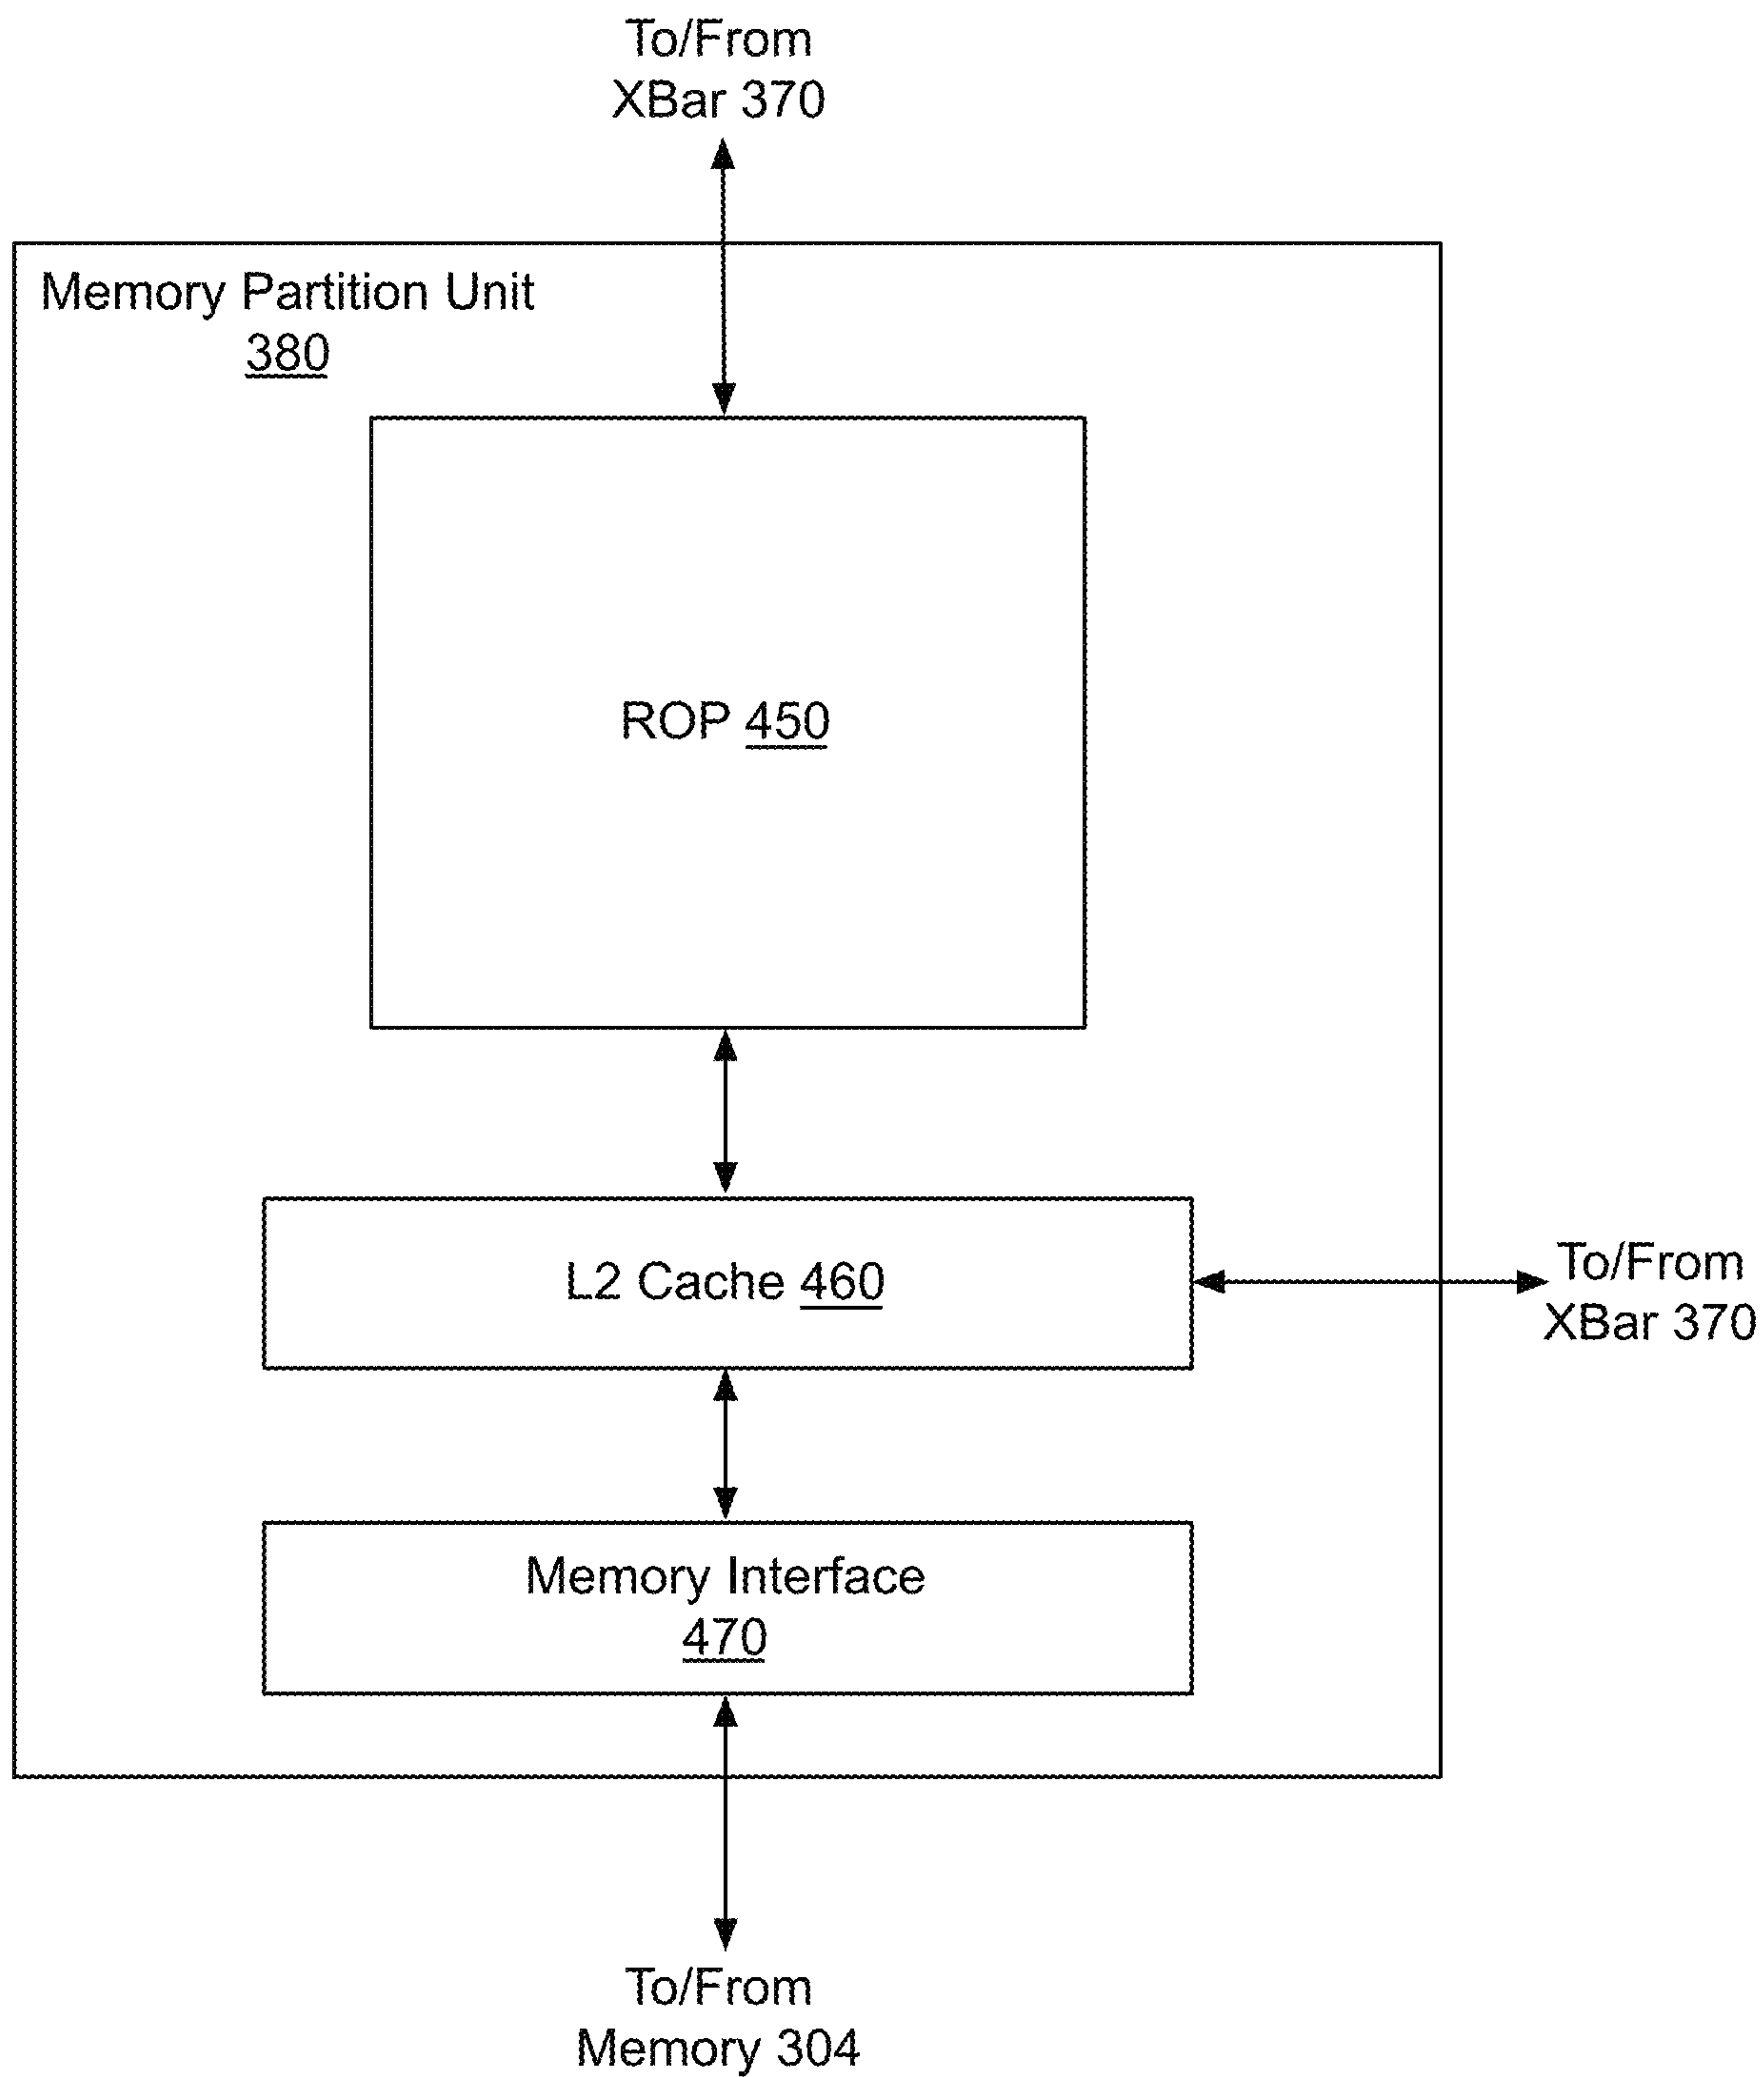 To/From
XBar 370
Memory Partition Unit
380
ROP 450
L2 Cache 460
To/From
XBar 370
Memory Interface
470
To/From
Memory 304